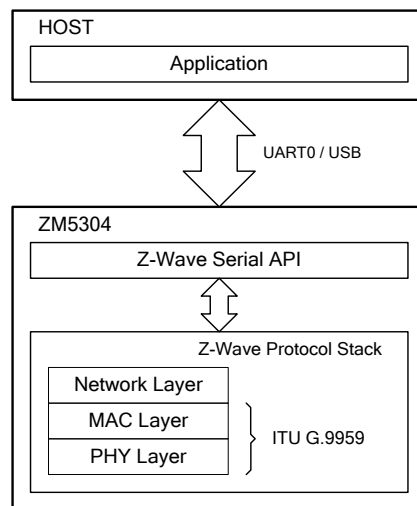 HOST
Application
UART0 / USB
ZM5304
Z-Wave Serial API
Z-Wave Protocol Stack
Network Layer
MAC Layer
PHY Layer
ITU G.9959